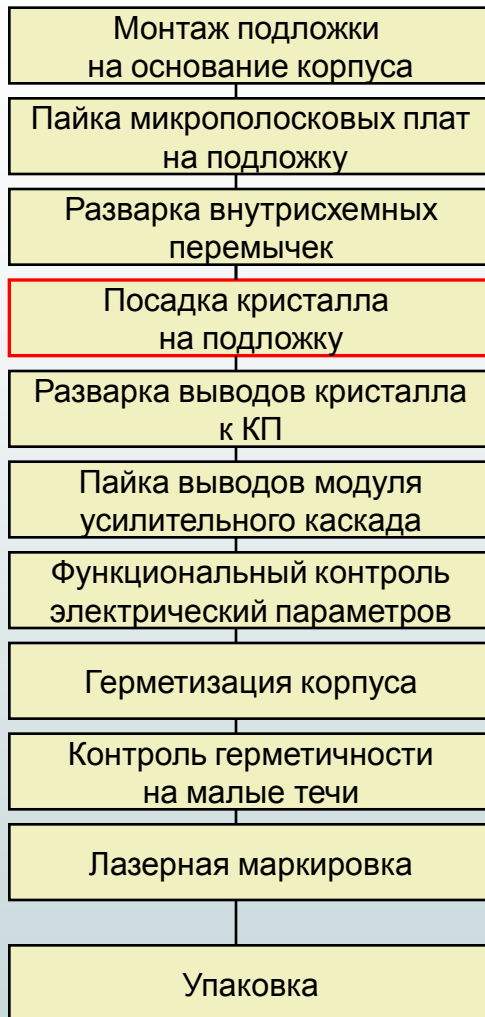 Монтаж подложки
на основание корпуса
Пайка микрополосковых плат
на подложку
Разварка внутрисхемных
перемычек
Посадка кристалла
на подложку
Разварка выводов кристалла
к КП
Пайка выводов модуля
усилительного каскада
Функциональный контроль
электрический параметров
Герметизация корпуса
Контроль герметичности
на малые течи
Лазерная маркировка
Упаковка